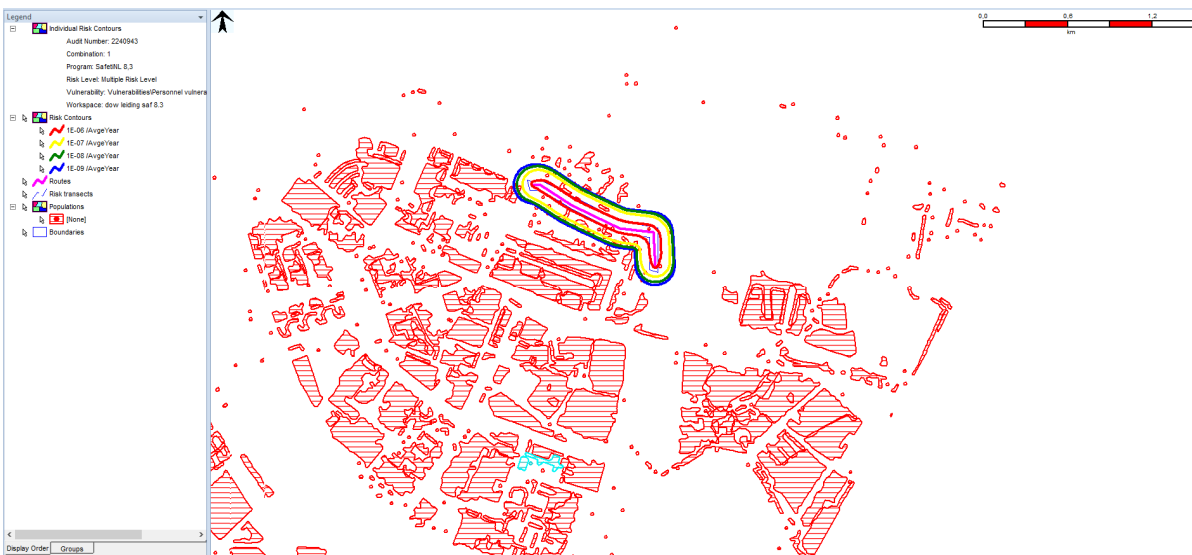 Legend
Individual Risk Contours
Audit Number: 2240943
Combination: 1
Program: SafetiNL 8,3
Risk Level: Multiple Risk Level
Vulnerability: Vulnerabilities\Personnel vulnera
Workspace: dow leiding saf 8.3
Risk Contours
1E-06 /AvgeYear
1E-07 /AvgeYear
1E-08 /AvgeYear
1E-09 /AvgeYear
Routes
Risk transects
Populations
[None]
Boundaries
Display Order Groups
0,0 0,6 1,2
km